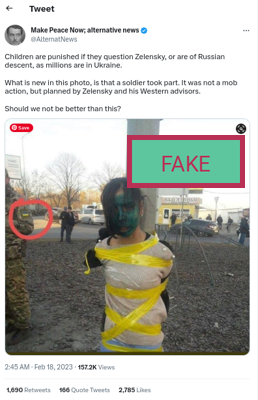 Tweet
Make Peace Now; alternative news
@AlternatNews
Children are punished if they question Zelensky, or are of Russian
descent, as millions are in Ukraine.
What is new in this photo, is that a soldier took part. It was not a mob
action, but planned by Zelensky and his Western advisors.
Should we not be better than this?
Save
FAKE
2:45 AM · Feb 18, 2023 · 157.2K Views
1,690 Retweets 166 Quote Tweets 2,785 Likes